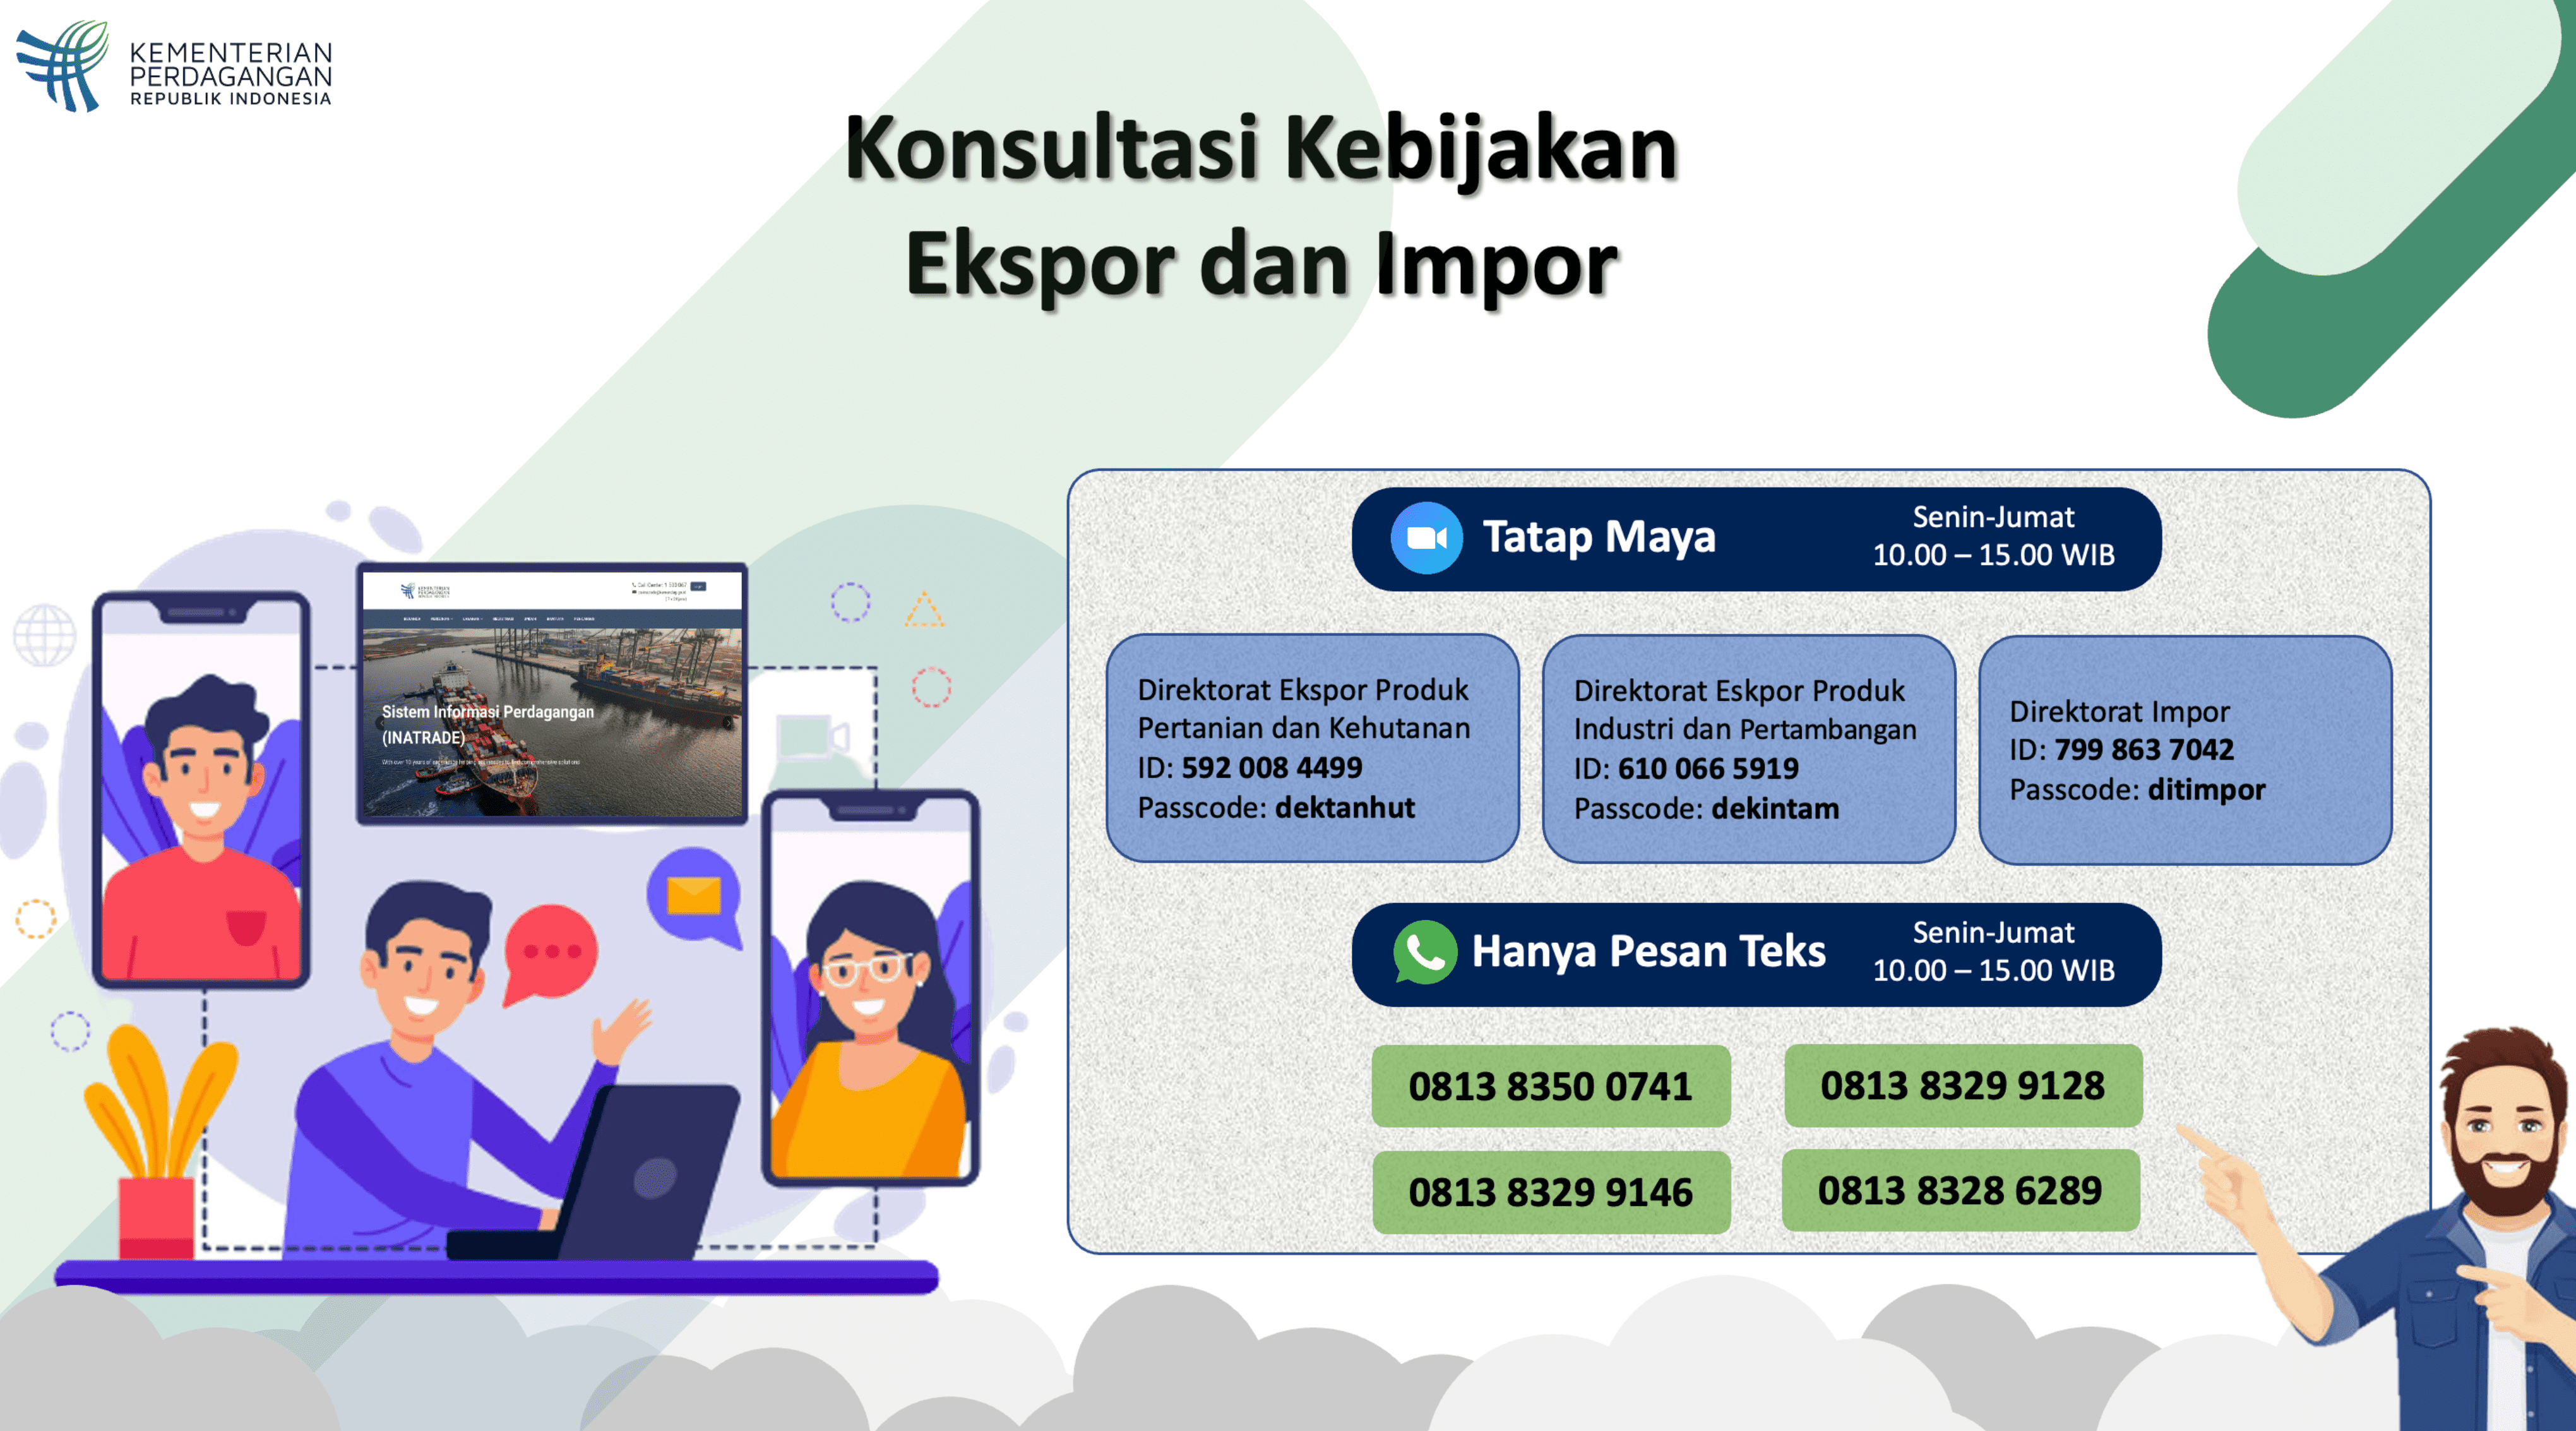 KEMENTERIAN
PERDAGANGAN
REPUBLIK INDONESIA
Konsultasi Kebijakan
Ekspor dan Impor
Sistem Informasi Perdagangan
(INATRADE)
Tatap Maya
Senin-Jumat
10.00 – 15.00 WIB
Direktorat Ekspor Produk
Pertanian dan Kehutanan
ID: 592 008 4499
Passcode: dektanhut
Direktorat Eskpor Produk
Industri dan Pertambangan
ID: 610 066 5919
Passcode: dekintam
Direktorat Impor
ID: 799 863 7042
Passcode: ditimpor
Hanya Pesan Teks
Senin-Jumat
10.00 – 15.00 WIB
0813 8350 0741
0813 8329 9128
0813 8329 9146
0813 8328 6289